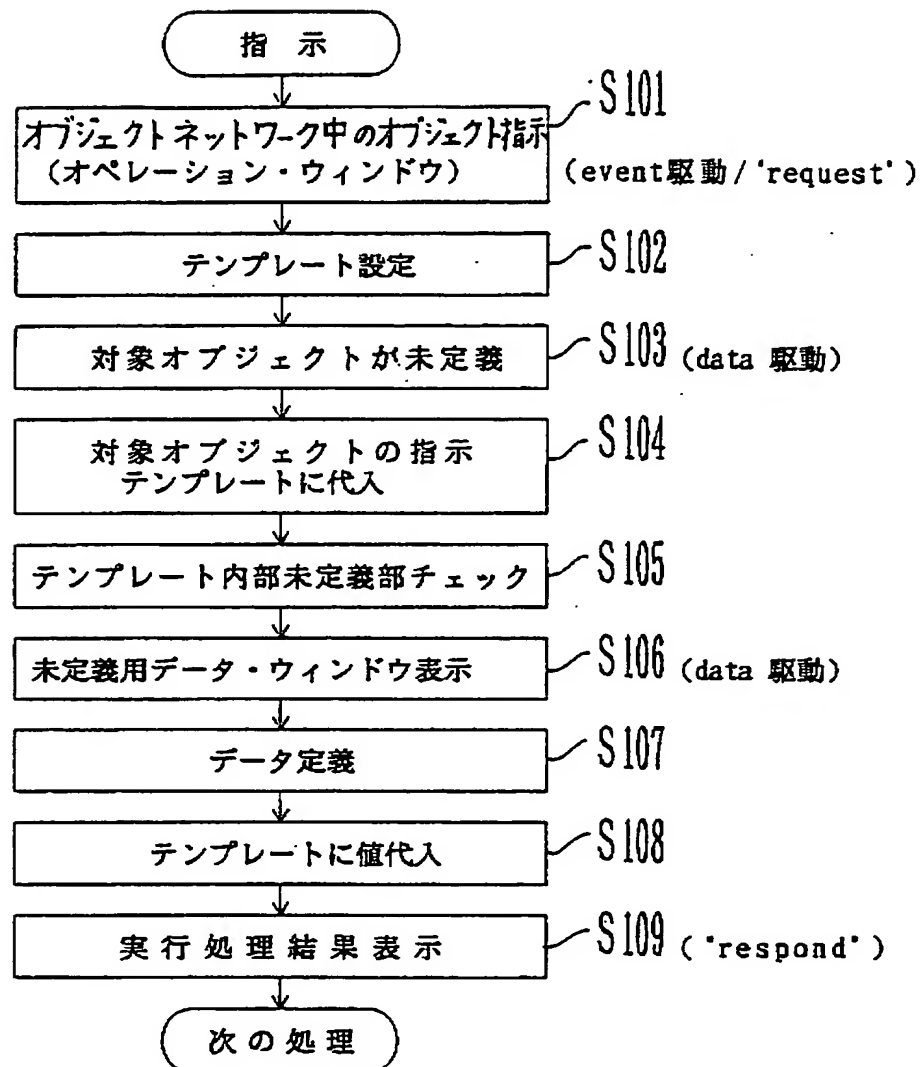 指示
S101
オブジェクトネットワーク中のオブジェクト指示
(オペレーション・ウィンドウ)
(event駆動/'request')
S102
テンプレート設定
S103 (data 駆動)
対象オブジェクトが未定義
S104
対象オブジェクトの指示
テンプレートに代入
S105
テンプレート内部未定義部チェック
S106 (data 駆動)
未定義用データ・ウィンドウ表示
S107
データ定義
S108
テンプレートに値代入
S109 ('respond')
実行処理結果表示
次の処理